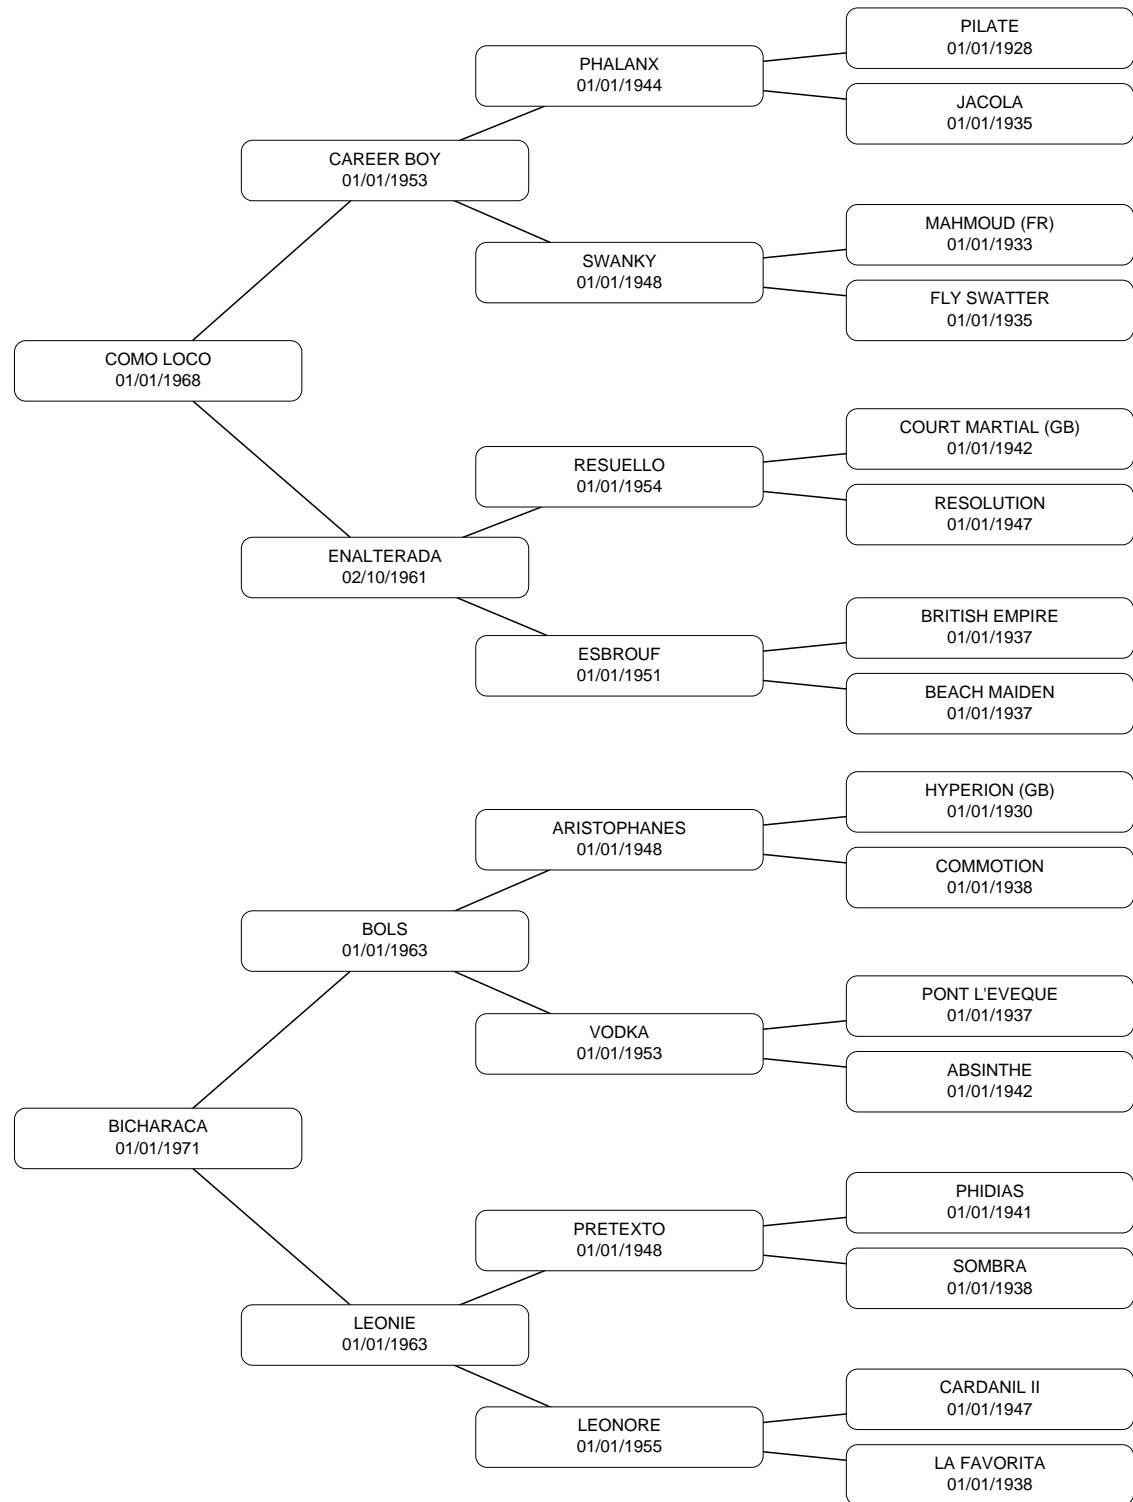 PILATE
01/01/1928
PHALANX
01/01/1944
JACOLA
01/01/1935
CAREER BOY
01/01/1953
MAHMOUD (FR)
01/01/1933
SWANKY
01/01/1948
FLY SWATTER
01/01/1935
COMO LOCO
01/01/1968
COURT MARTIAL (GB)
01/01/1942
RESUELLO
01/01/1954
RESOLUTION
01/01/1947
ENALTERADA
02/10/1961
BRITISH EMPIRE
01/01/1937
ESBROUF
01/01/1951
BEACH MAIDEN
01/01/1937
HYPERION (GB)
01/01/1930
ARISTOPHANES
01/01/1948
COMMOTION
01/01/1938
BOLS
01/01/1963
PONT L'EVEQUE
01/01/1937
VODKA
01/01/1953
ABSINTHE
01/01/1942
BICHARACA
01/01/1971
PHIDIAS
01/01/1941
PRETEXTO
01/01/1948
SOMBRA
01/01/1938
LEONIE
01/01/1963
CARDANIL II
01/01/1947
LEONORE
01/01/1955
LA FAVORITA
01/01/1938